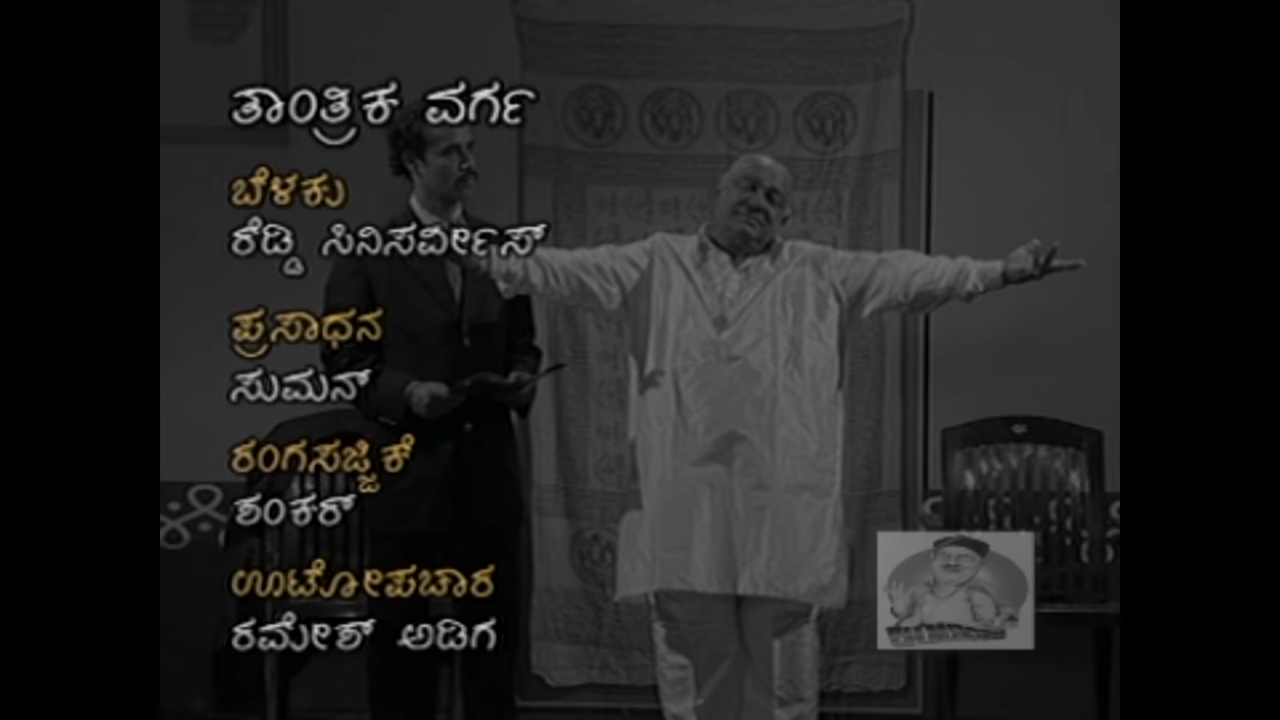 ತಾಂತ್ರಿಕ ವರ್ಗ
ಬೆಳಕು
ರೆಡ್ಡಿ ಸಿನಿಸರ್ವೀಸ್
ಪ್ರಸಾಧನ
ಸುಮನ್
ರಂಗಸಜ್ಜಿಕೆ
ಶಂಕರ್
ಊಟೋಪಚಾರ
ರಮೇಶ್ ಅಡಿಗ